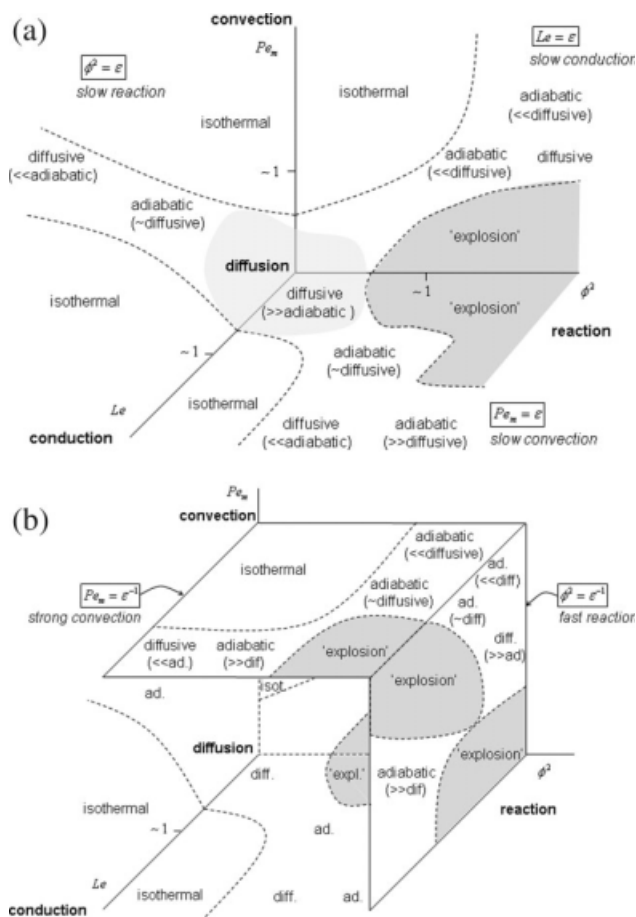 (a)
convection
Pe_m
ϕ² = ε
slow reaction
Le = ε
slow conduction
isothermal
isothermal
adiabatic
(<<diffusive)
diffusive
(<<adiabatic)
~1
adiabatic
(<<diffusive)
diffusive
adiabatic
(~diffusive)
'explosion'
diffusion
isothermal
diffusive
(>>adiabatic )
~1
ϕ²
'explosion'
reaction
~1
adiabatic
(~diffusive)
Le
isothermal
conduction
diffusive
(<<adiabatic)
adiabatic
(>>diffusive)
Pe_m = ε
slow convection
(b)
Pe_m
convection
adiabatic
(<<diffusive)
isothermal
ad.
(<<diff)
Pe_m = ε⁻¹
strong convection
adiabatic
(~diffusive)
ad.
(~diff)
ϕ² = ε⁻¹
fast reaction
diffusive
(<<ad.)
adiabatic
(>>dif)
'explosion'
diff.
(>>ad)
ad.
isot.
'explosion'
diffusion
diff.
'expl.'
adiabatic
(>>dif)
'explosion'
ϕ²
reaction
isothermal
~1
ad.
Le
isothermal
diff.
ad.
conduction